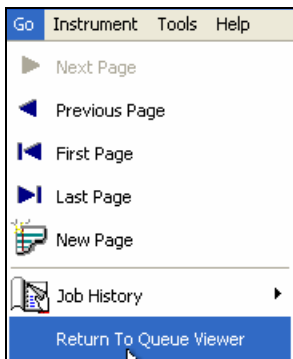 Go Instrument Tools Help
Next Page
Previous Page
First Page
Last Page
New Page
Job History
Return To Queue Viewer